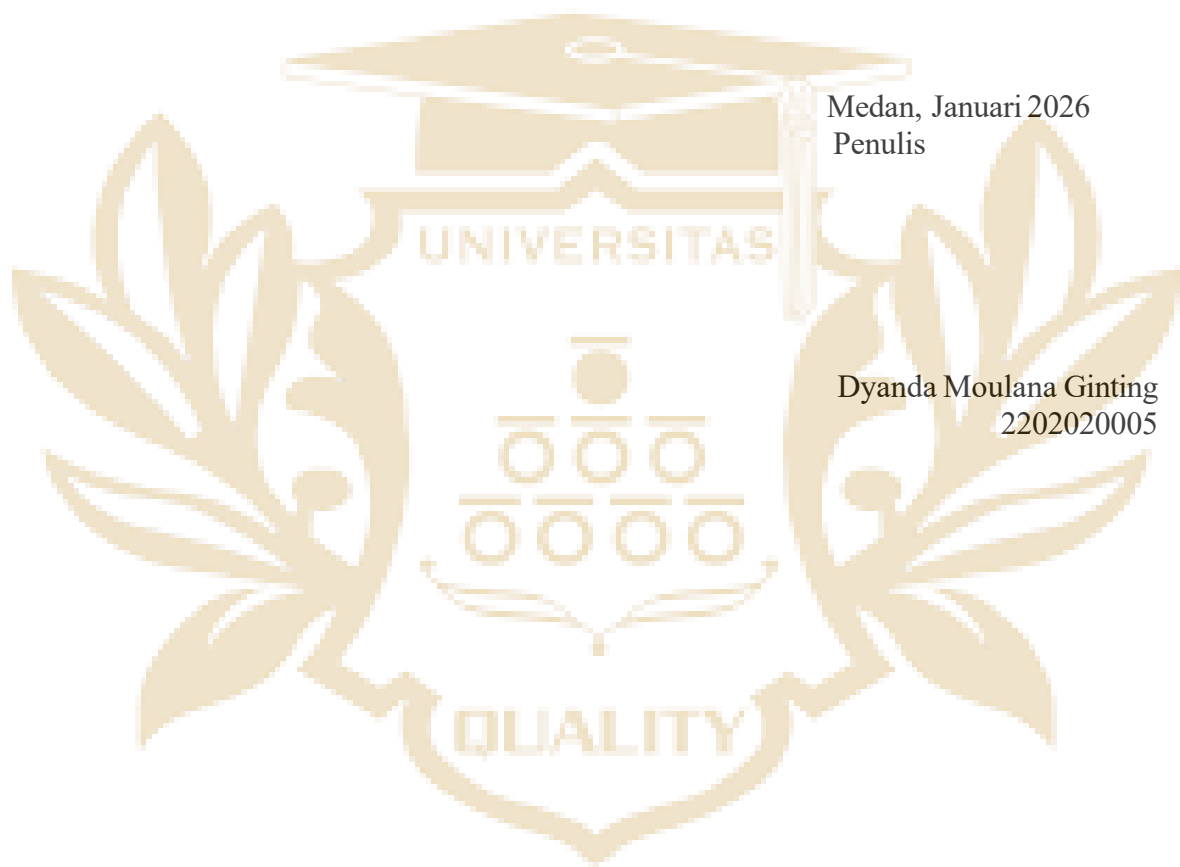 Medan, Januari 2026
Penulis
UNIVERSITAS
Dyanda Moulana Ginting
2202020005
QUALITY